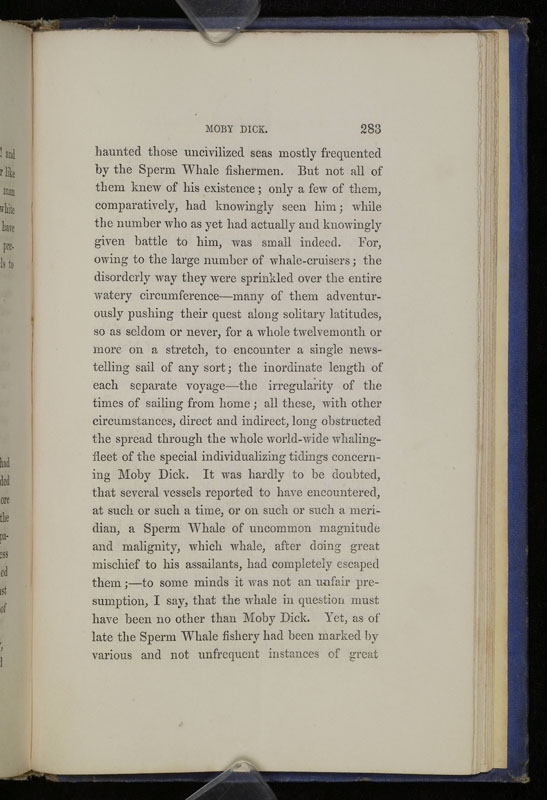 MOBY DICK. 283
haunted those uncivilized seas mostly frequented
by the Sperm Whale fishermen. But not all of
them knew of his existence; only a few of them,
comparatively, had knowingly seen him; while
the number who as yet had actually and knowingly
given battle to him, was small indeed. For,
owing to the large number of whale-cruisers; the
disorderly way they were sprinkled over the entire
watery circumference—many of them adventur-
ously pushing their quest along solitary latitudes,
so as seldom or never, for a whole twelvemonth or
more on a stretch, to encounter a single news-
telling sail of any sort; the inordinate length of
each separate voyage—the irregularity of the
times of sailing from home; all these, with other
circumstances, direct and indirect, long obstructed
the spread through the whole world-wide whaling-
fleet of the special individualizing tidings concern-
ing Moby Dick. It was hardly to be doubted,
that several vessels reported to have encountered,
at such or such a time, or on such or such a meri-
dian, a Sperm Whale of uncommon magnitude
and malignity, which whale, after doing great
mischief to his assailants, had completely escaped
them;—to some minds it was not an unfair pre-
sumption, I say, that the whale in question must
have been no other than Moby Dick. Yet, as of
late the Sperm Whale fishery had been marked by
various and not unfrequent instances of great